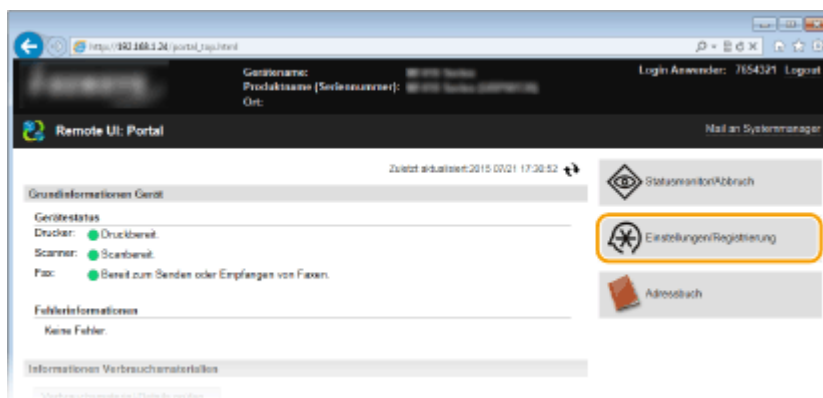 http://192.168.1.24/portal_top.html
Gerätename:
Produktname (Seriennummer):
Ort:
Login Anwender: 7654321 Logout
Remote UI: Portal
Mail an Systemmanager
Zuletzt aktualisiert:2015 07/21 17:30:52
Grundinformationen Gerät
Gerätestatus
Drucker: Druckbereit.
Scanner: Scanbereit.
Fax: Bereit zum Senden oder Empfangen von Faxen.
Fehlerinformationen
Keine Fehler.
Informationen Verbrauchsmaterialien
Statusmonitor/Abbruch
Einstellungen/Registrierung
Adressbuch